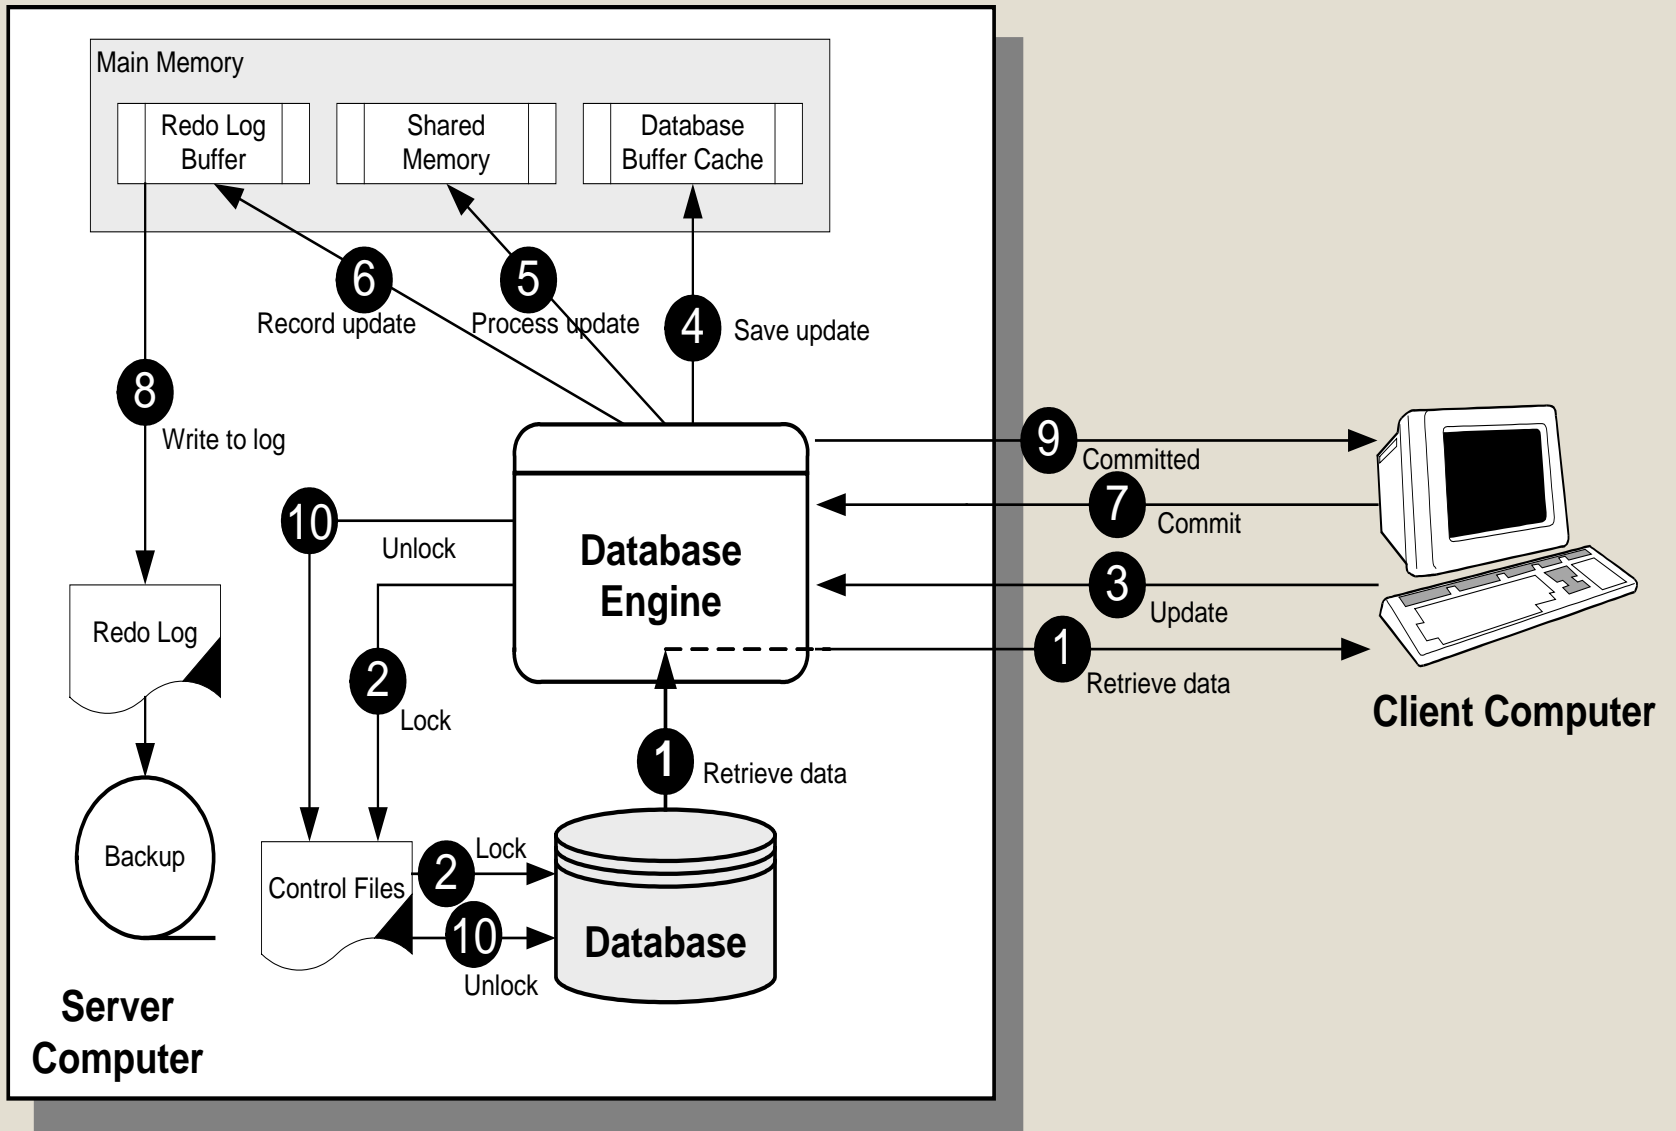 Main Memory
Redo Log
Buffer
Shared
Memory
Database
Buffer Cache
6
Record update
5
Process update
4
Save update
8
Write to log
9
Committed
7
Commit
10
Unlock
Database
Engine
3
Update
Redo Log
2
Lock
1
Retrieve data
Client Computer
1
Retrieve data
Backup
Control Files
2
Lock
10
Unlock
Database
Server
Computer